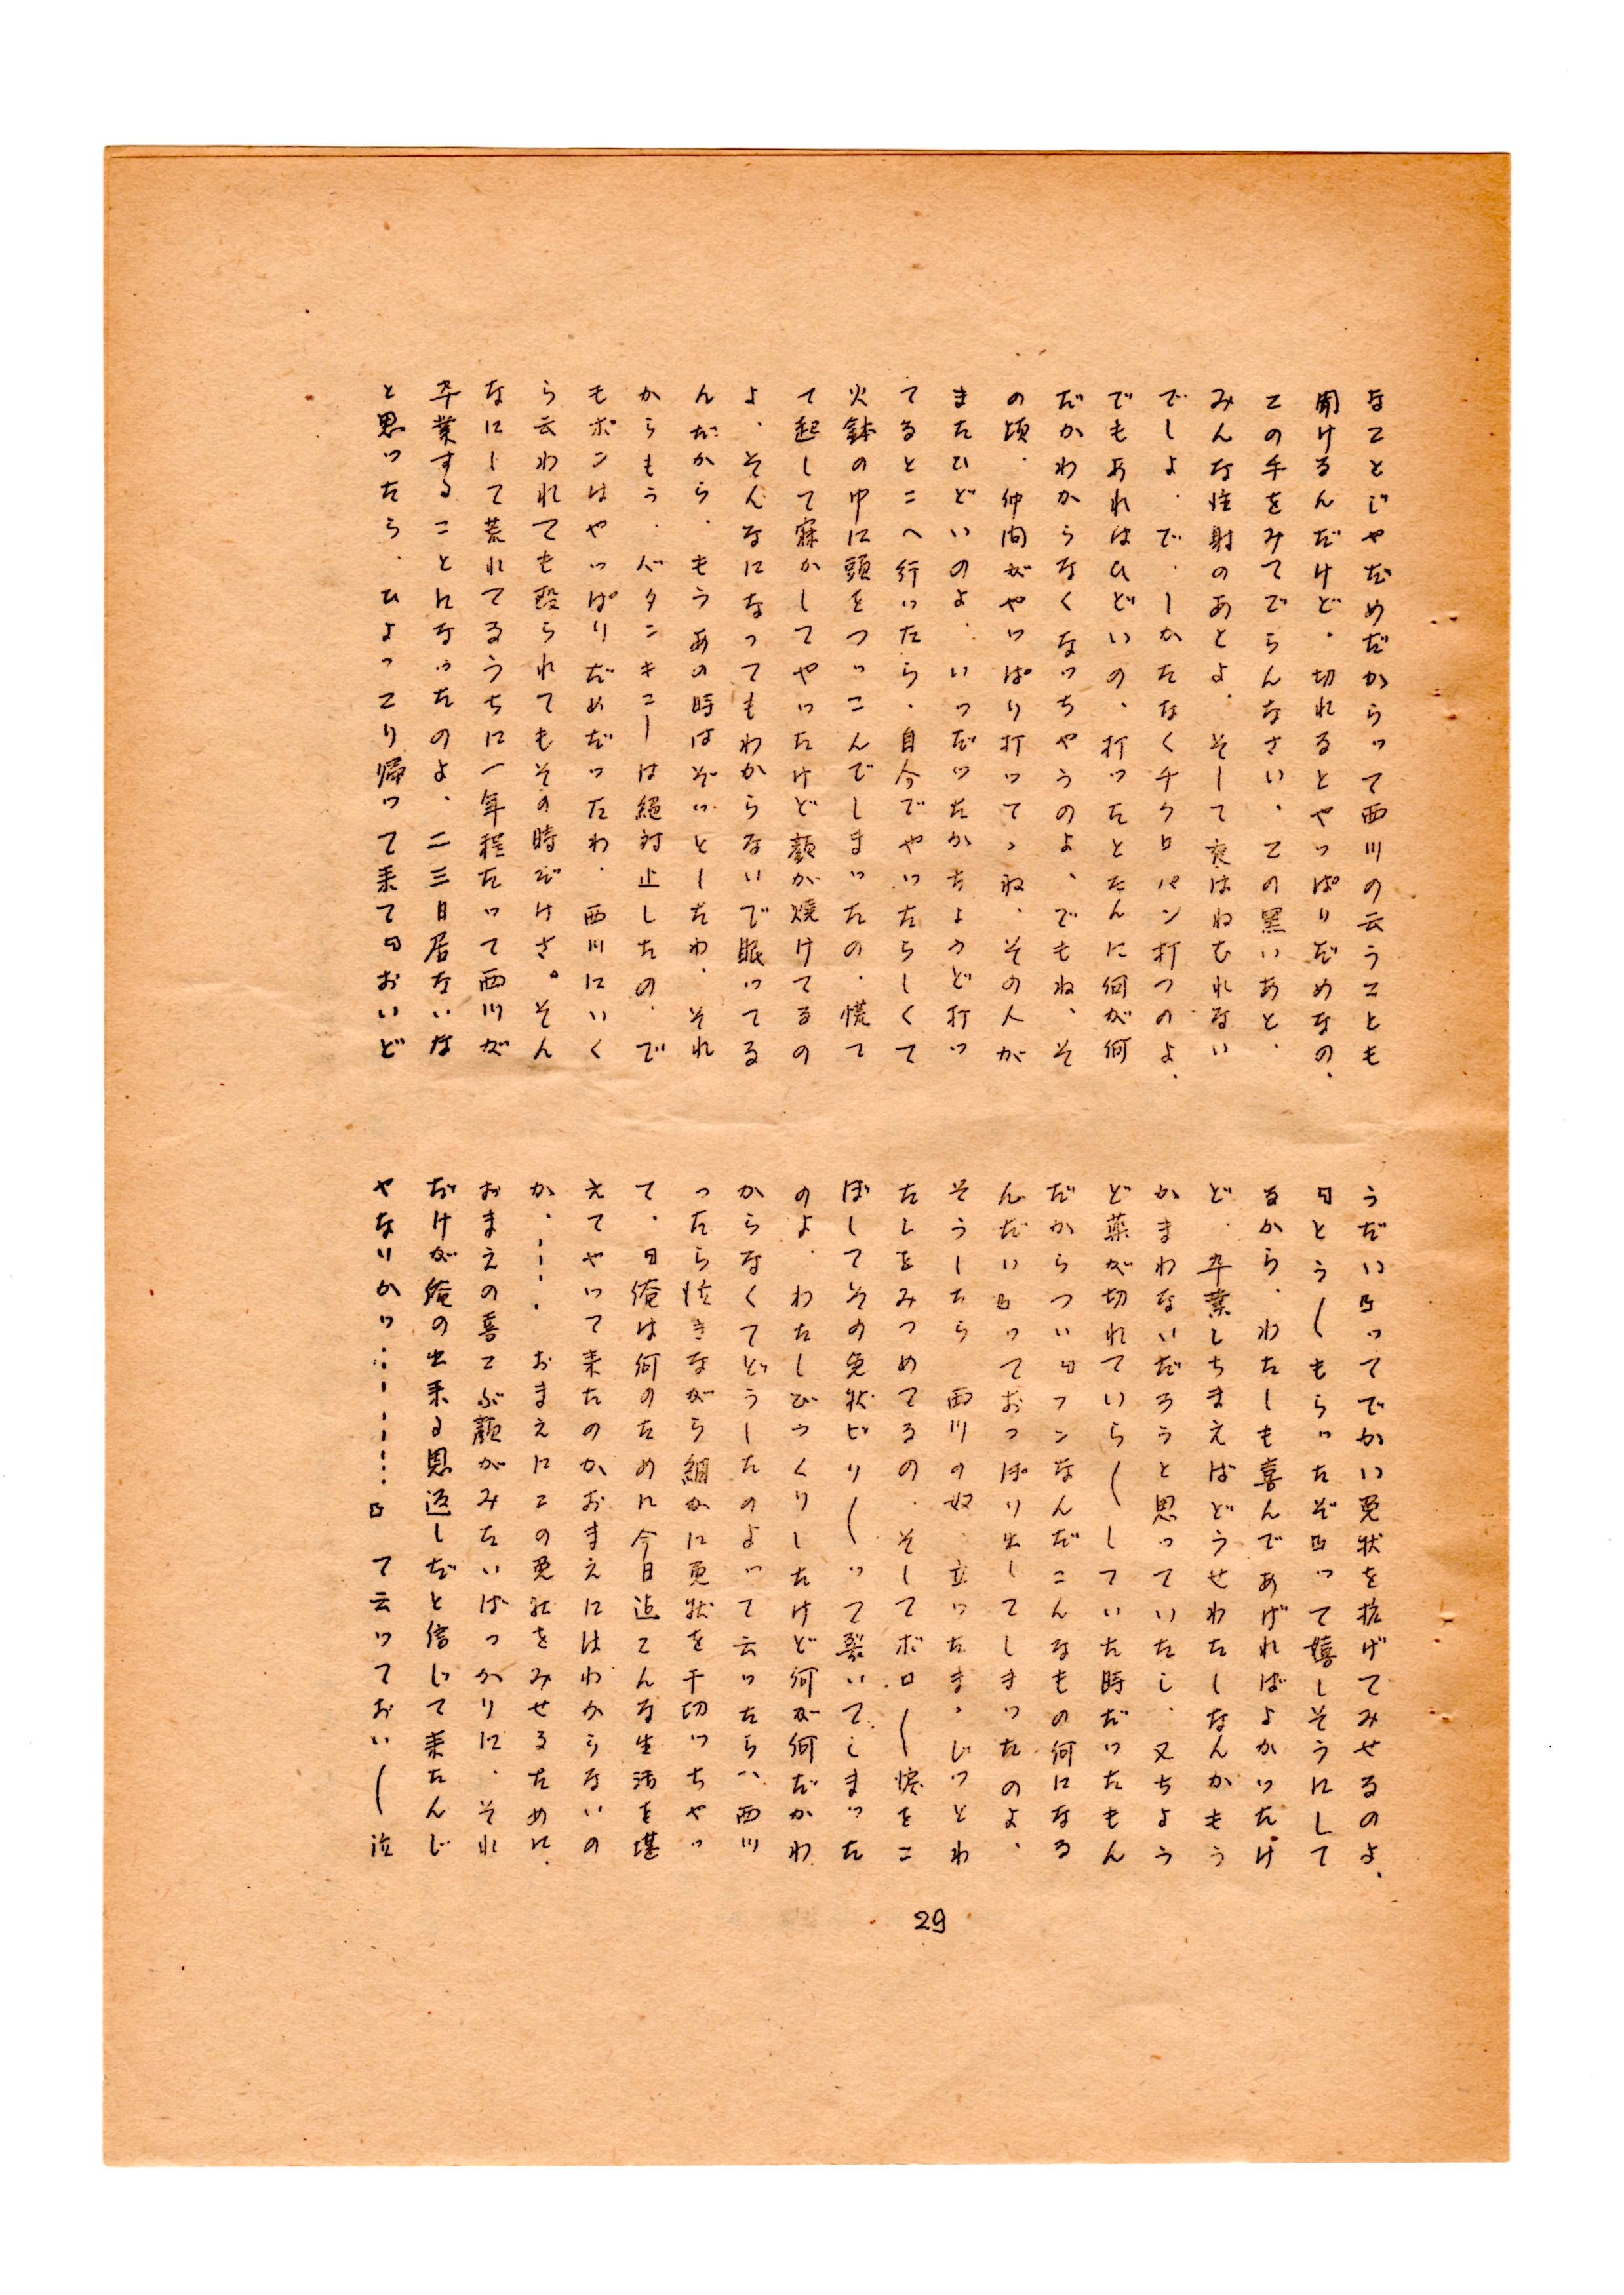 なことじやだめだからって西川の云うことも
聞けるんだけど、切れるとやっぱりだめなの、
この手をみてごらんなさい、この黒いあと、
みんな注射のあとよ、そして夜はねむれない
でしよ、で、しかたなくチクロパン打つのよ、
でもあれはひどいの、打ったとたんに何が何
だかわからなくなっちやうのよ、でもね、そ
の頃、仲間がやっぱり打ってゝね、その人が
またひどいのよ、いつだったかちようど打っ
てるとこへ行ったら、自分でやったらしくて
火鉢の中に頭をつっこんでしまったの、慌て
て起して寐かしてやったけど顔が焼けてるの
よ、そんなになってもわからないで眠ってる
んだから、もうあの時はぞっとしたわ、それ
からもう、バタンキューは絶対止したの、で
もポンはやっぱりだめだったわ、西川にいく
ら云われても殴られてもその時だけさ。そん
なにして荒れてるうちに一年程たって西川が
卒業することになったのよ、二三日居ないな
と思ったら、ひよっこり帰って来て『おいど
うだい』ってでかい免状を拡げてみせるのよ、
『とう〳〵もらったぞ』って嬉しそうにして
るから、わたしも喜んであげればよかったけ
ど、卒業しちまえばどうせわたしなんかもう
かまわないだろうと思っていたし、又ちよう
ど薬が切れていら〳〵していた時だったもん
だからつい『フンなんだこんなもの何になる
んだい』っておっぽり出してしまったのよ、
そうしたら 西川の奴、立ったまゝじっとわ
たしをみつめてるの、そしてボロ〳〵涙をこ
ぼしてその免状ビリ〳〵って裂いてしまった
のよ、わたしびっくりしたけど何が何だかわ
からなくてどうしたのよって云ったら、西川
ったら泣きながら細かに免状を千切っちやっ
て、『俺は何のために今日迄こんな生活を堪
えてやって来たのかおまえにはわからないの
か、……、おまえにこの免状をみせるために、
おまえの喜こぶ顔がみたいばっかりに、それ
だけが俺の出来る恩返しだと信じて来たんじ
やないかッ…………』て云っておい〳〵泣
29